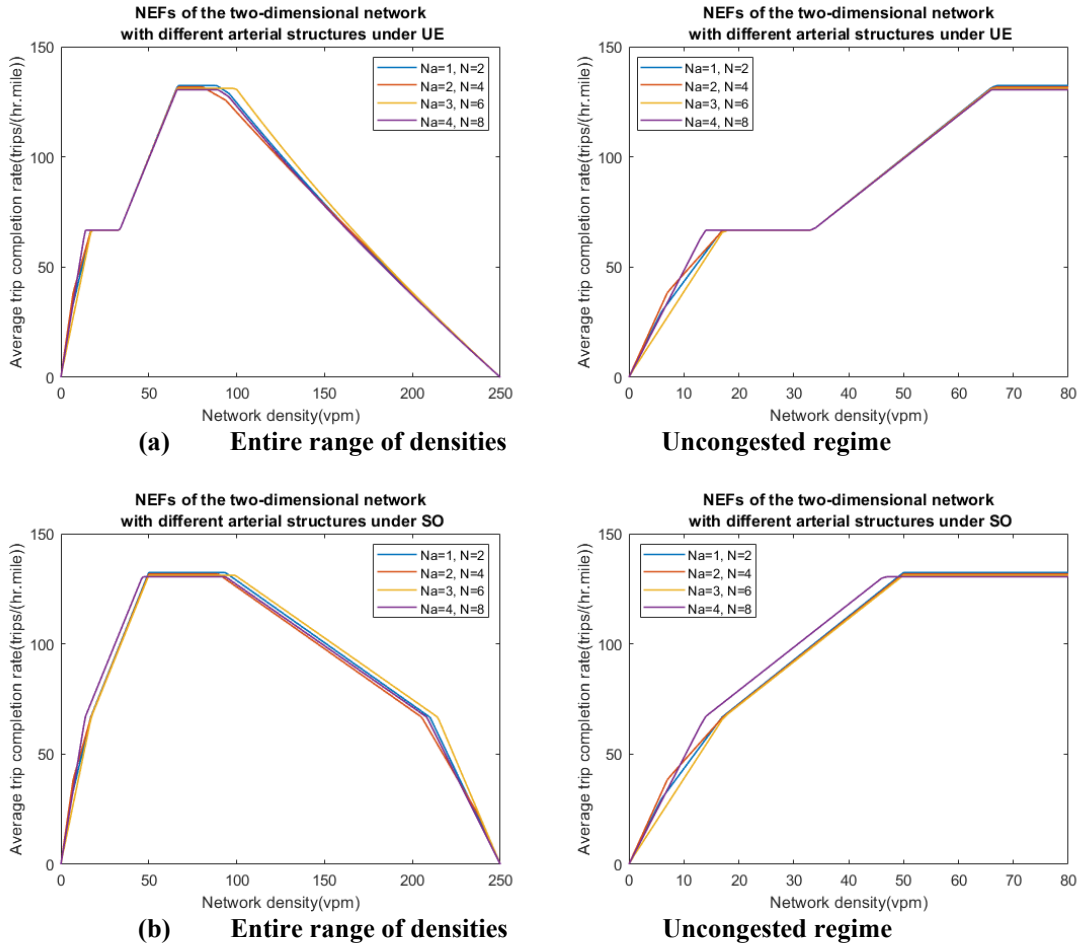 NEFs of the two-dimensional network
with different arterial structures under UE
150
100
50
0
Average trip completion rate(trips/(hr.mile))
Na=1, N=2
Na=2, N=4
Na=3, N=6
Na=4, N=8
0 50 100 150 200 250
Network density(vpm)
NEFs of the two-dimensional network
with different arterial structures under UE
150
100
50
0
Average trip completion rate(trips/(hr.mile))
Na=1, N=2
Na=2, N=4
Na=3, N=6
Na=4, N=8
0 10 20 30 40 50 60 70 80
Network density(vpm)
(a) Entire range of densities Uncongested regime
NEFs of the two-dimensional network
with different arterial structures under SO
150
100
50
0
Average trip completion rate(trips/(hr.mile))
Na=1, N=2
Na=2, N=4
Na=3, N=6
Na=4, N=8
0 50 100 150 200 250
Network density(vpm)
NEFs of the two-dimensional network
with different arterial structures under SO
150
100
50
0
Average trip completion rate(trips/(hr.mile))
Na=1, N=2
Na=2, N=4
Na=3, N=6
Na=4, N=8
0 10 20 30 40 50 60 70 80
Network density(vpm)
(b) Entire range of densities Uncongested regime